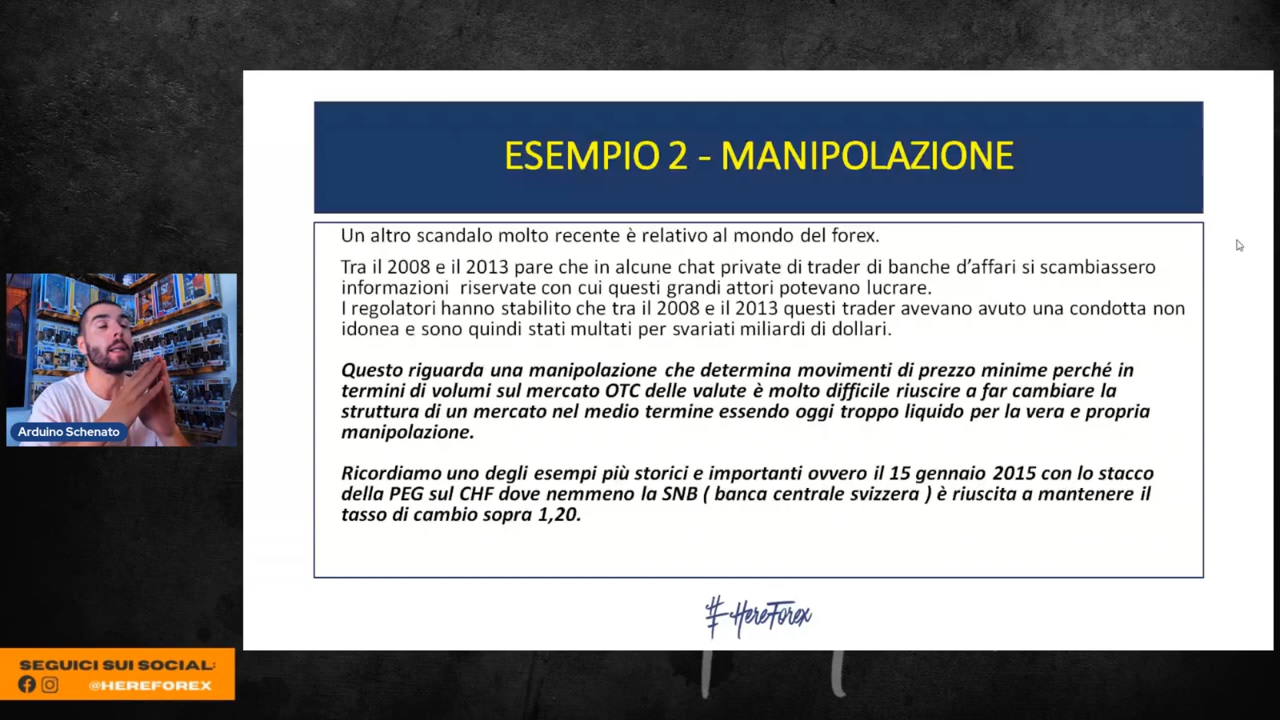 ESEMPIO 2 - MANIPOLAZIONE
Un altro scandalo molto recente è relativo al mondo del forex.
Tra il 2008 e il 2013 pare che in alcune chat private di trader di banche d'affari si scambiassero
informazioni riservate con cui questi grandi attori potevano lucrare.
I regolatori hanno stabilito che tra il 2008 e il 2013 questi trader avevano avuto una condotta non
idonea e sono quindi stati multati per svariati miliardi di dollari.
Questo riguarda una manipolazione che determina movimenti di prezzo minime perché in
termini di volumi sul mercato OTC delle valute è molto difficile riuscire a far cambiare la
struttura di un mercato nel medio termine essendo oggi troppo liquido per la vera e propria
manipolazione.
Ricordiamo uno degli esempi più storici e importanti ovvero il 15 gennaio 2015 con lo stacco
della PEG sul CHF dove nemmeno la SNB ( banca centrale svizzera ) è riuscita a mantenere il
tasso di cambio sopra 1,20.
#HereForex
Arduino Schenato
SEGUICI SUI SOCIAL:
@HEREFOREX